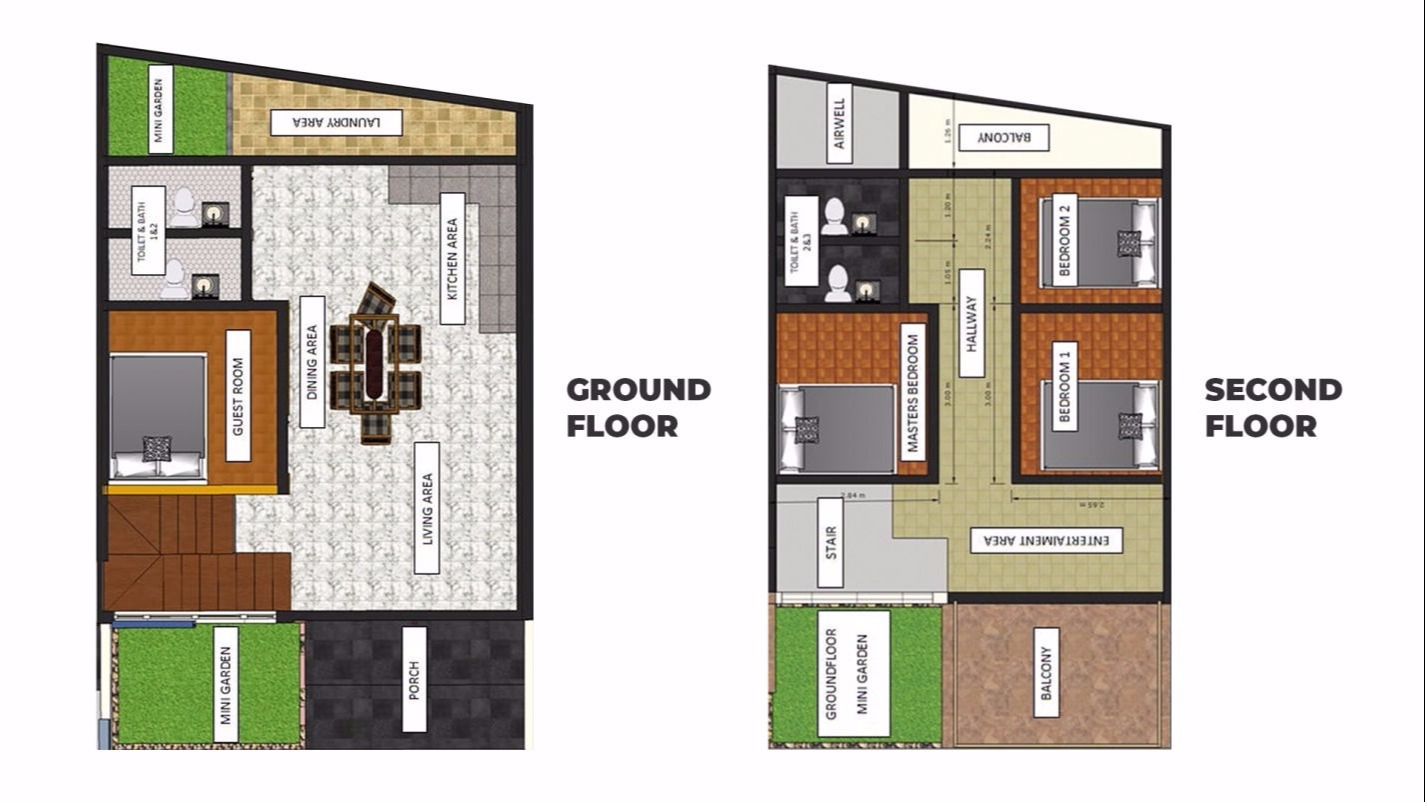 MINI GARDEN
LAUNDRY AREA
TOILET & BATH
1&2
KITCHEN AREA
DINING AREA
GUEST ROOM
LIVING AREA
MINI GARDEN
PORCH
GROUND
FLOOR
AIRWELL
BALCONY
1.26 m
TOILET & BATH
2&3
1.20 m
2.24 m
1.05 m
BEDROOM 2
HALLWAY
MASTERS BEDROOM
3.00 m
3.00 m
BEDROOM 1
2.84 m
2.65 m
STAIR
ENTERTAIMENT AREA
GROUNDFLOOR
MINI GARDEN
BALCONY
SECOND
FLOOR